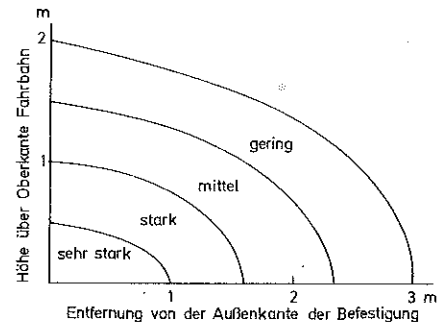 m
2
1
Höhe über Oberkante Fahrbahn
gering
mittel
stark
sehr stark
1
2
3 m
Entfernung von der Außenkante der Befestigung